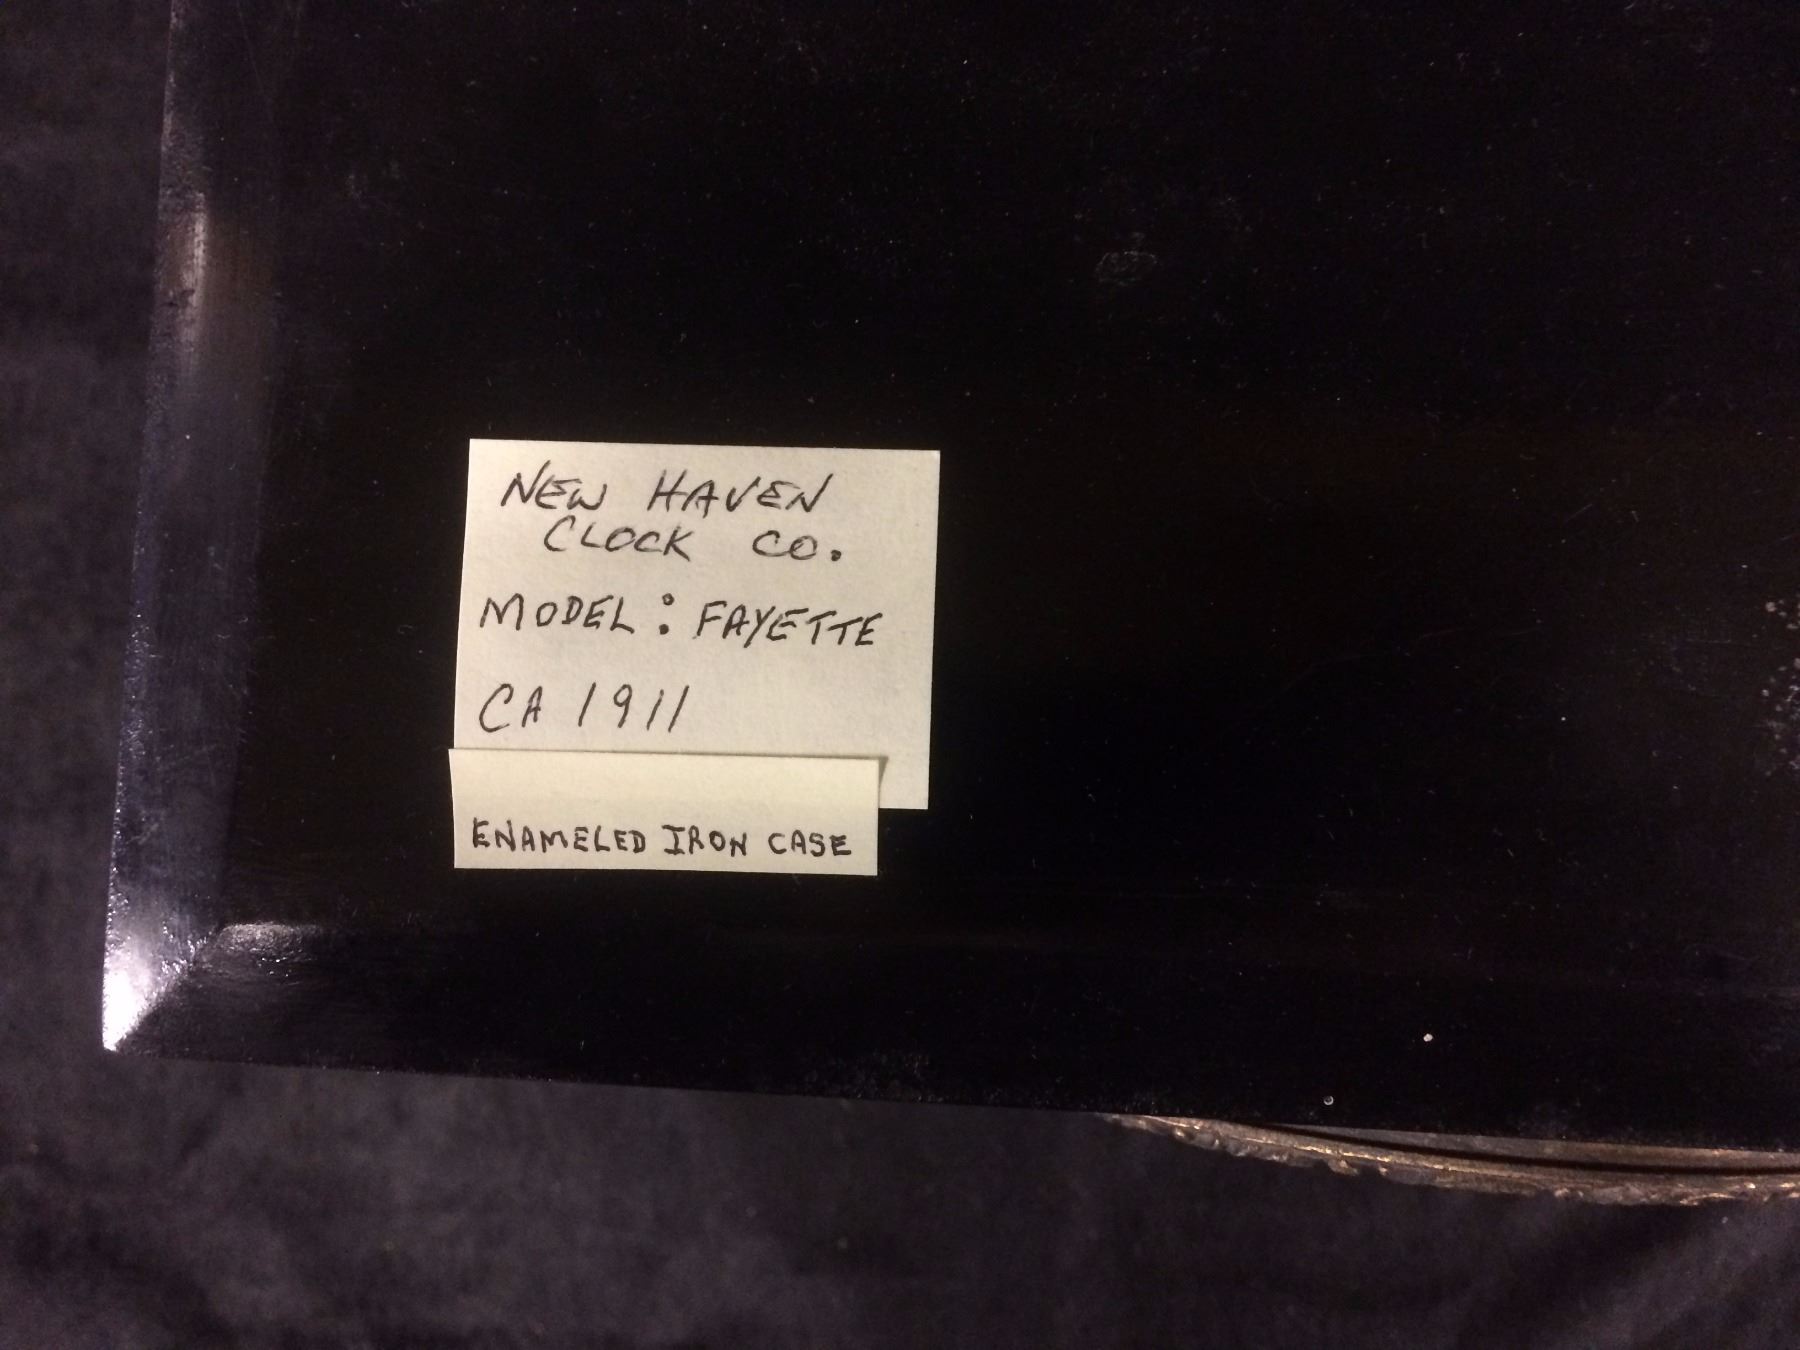 NEW HAVEN
CLOCK CO.
MODEL: FAYETTE
CA 1911
ENAMELED IRON CASE